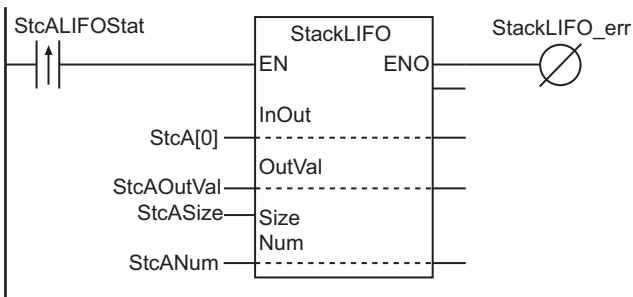 StcALIFOStat
StackLIFO
StackLIFO_err
EN
ENO
InOut
StcA[0]
OutVal
StcAOutVal
StcASize
Size
Num
StcANum